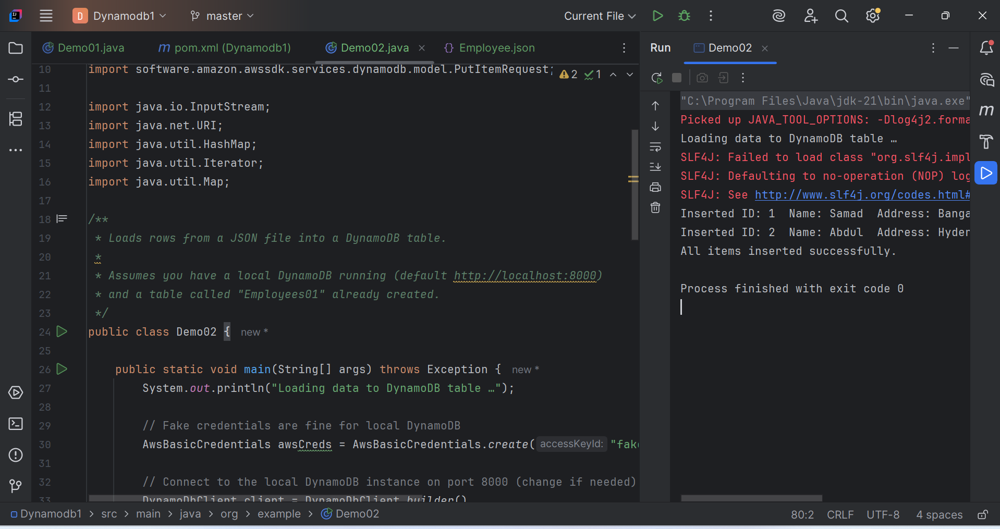 D Dynamodb1 master Current File
Demo01.java pom.xml (Dynamodb1) Demo02.java Employee.json
10 import software.amazon.awssdk.services.dynamodb.model.PutItemRequest; 2 1
11
12 import java.io.InputStream;
13 import java.net.URI;
14 import java.util.HashMap;
15 import java.util.Iterator;
16 import java.util.Map;
17
18 /**
19 * Loads rows from a JSON file into a DynamoDB table.
20 *
21 * Assumes you have a local DynamoDB running (default http://localhost:8000)
22 * and a table called "Employees01" already created.
23 */
24 public class Demo02 { new *
25
26 public static void main(String[] args) throws Exception { new *
27 System.out.println("Loading data to DynamoDB table …");
28
29 // Fake credentials are fine for local DynamoDB
30 AwsBasicCredentials awsCreds = AwsBasicCredentials.create( accessKeyId: "fak
31
32 // Connect to the local DynamoDB instance on port 8000 (change if needed)
33 DynamoDbClient client = DynamoDbClient.builder()
Run Demo02
"C:\Program Files\Java\jdk-21\bin\java.exe"
Picked up JAVA_TOOL_OPTIONS: -Dlog4j2.forma
Loading data to DynamoDB table …
SLF4J: Failed to load class "org.slf4j.impl
SLF4J: Defaulting to no-operation (NOP) log
SLF4J: See http://www.slf4j.org/codes.html#
Inserted ID: 1 Name: Samad Address: Banga
Inserted ID: 2 Name: Abdul Address: Hyder
All items inserted successfully.
Process finished with exit code 0
Dynamodb1 > src > main > java > org > example > Demo02 80:2 CRLF UTF-8 4 spaces